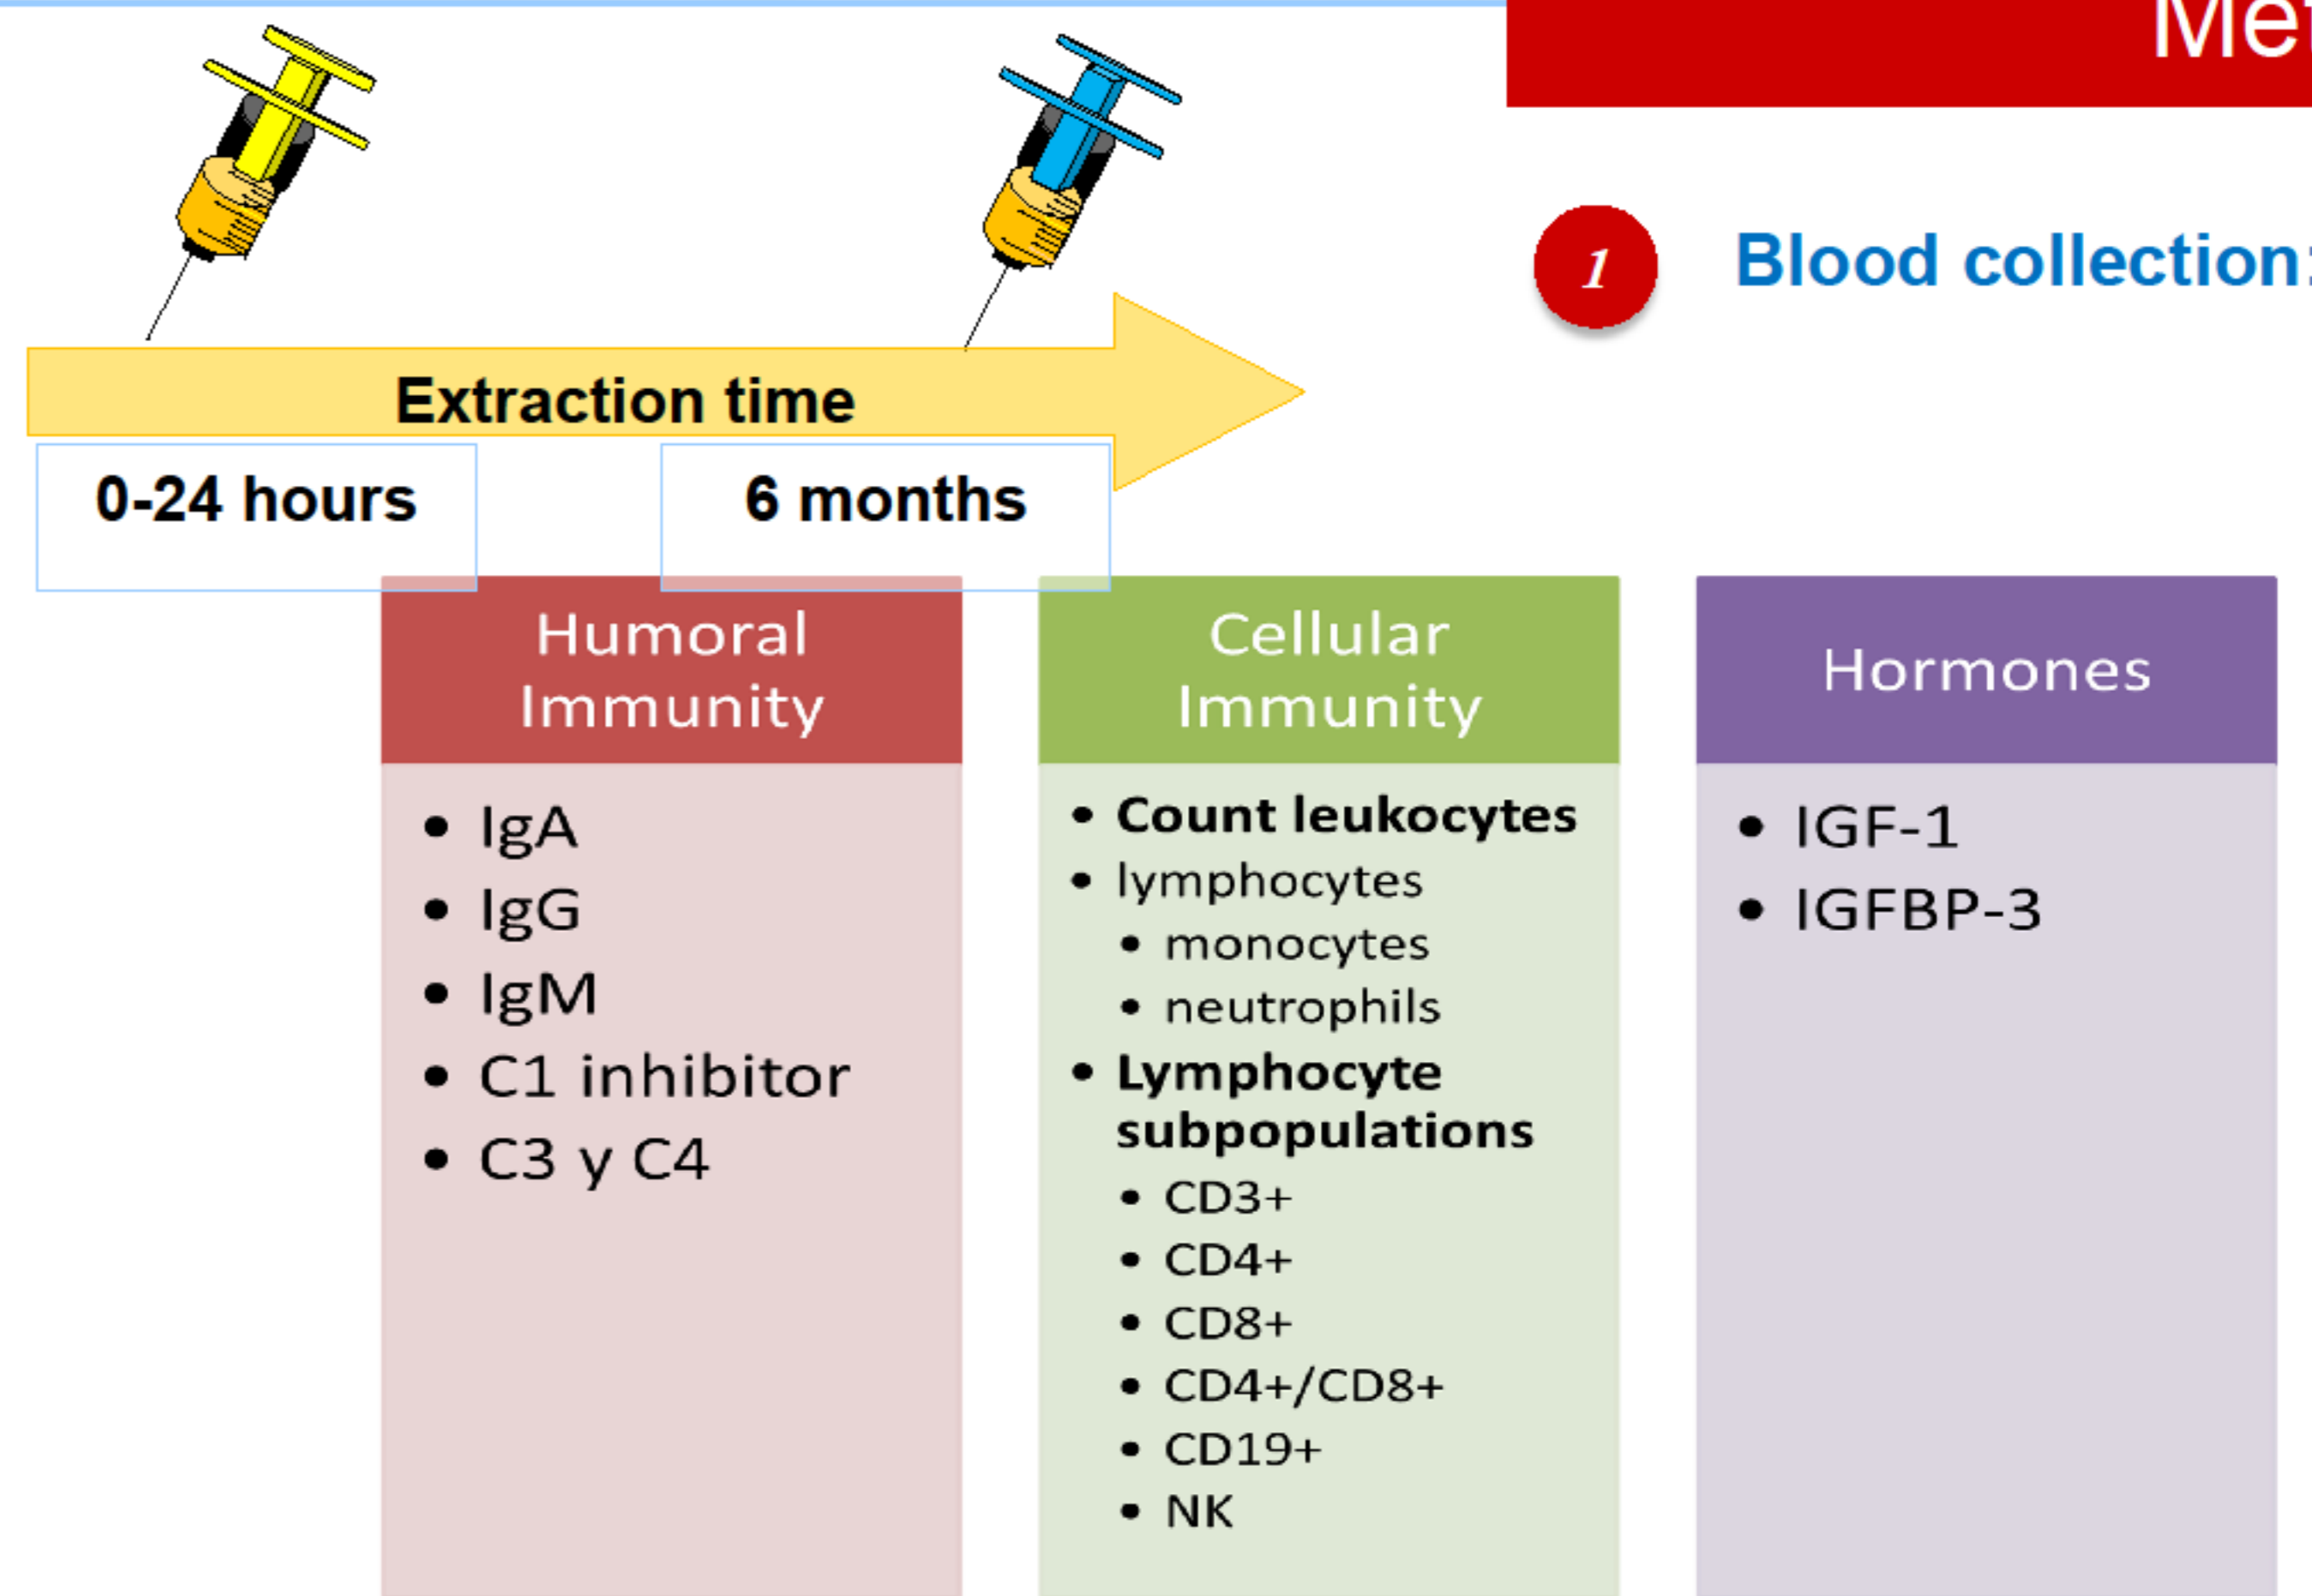 Met
1
Blood collection:
Extraction time
0-24 hours
6 months
Humoral
Immunity
• IgA
• IgG
• IgM
• C1 inhibitor
• C3 y C4
Cellular
Immunity
• Count leukocytes
• lymphocytes
• monocytes
• neutrophils
• Lymphocyte
subpopulations
• CD3+
• CD4+
• CD8+
• CD4+/CD8+
• CD19+
• NK
Hormones
• IGF-1
• IGFBP-3